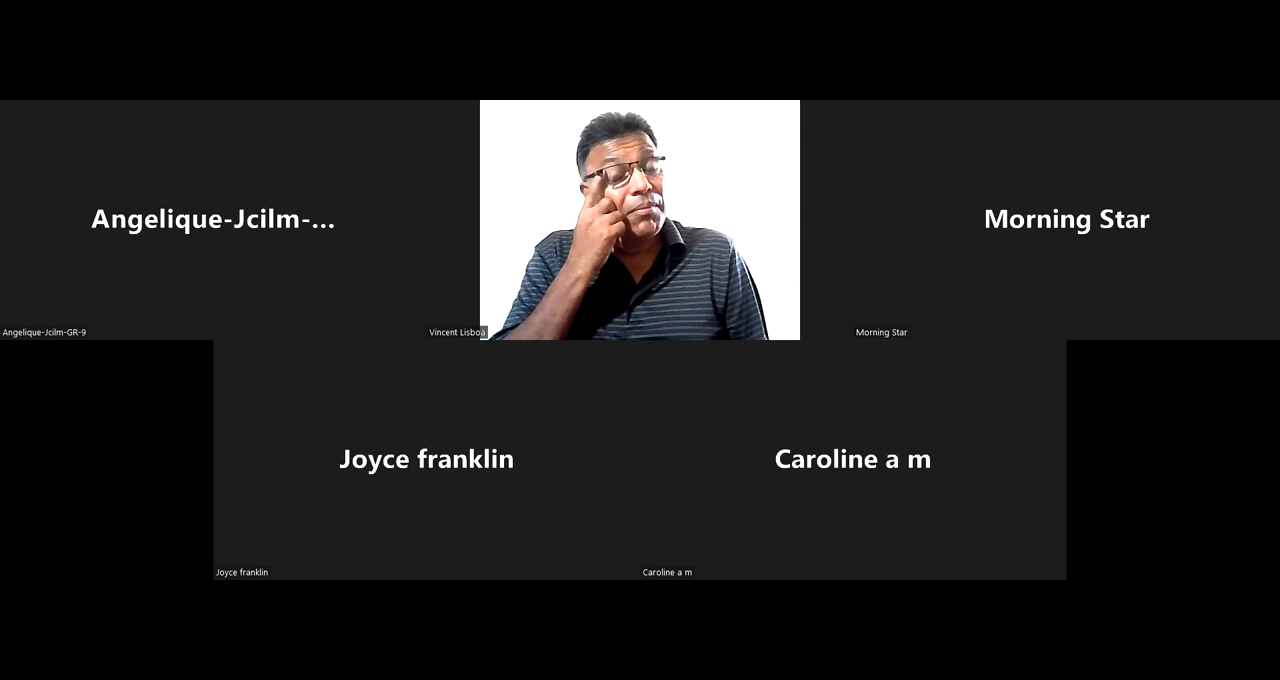 Angelique-Jcilm-...
Morning Star
Angelique-Jcilm-GR-9
Vincent Lisboa
Morning Star
Joyce franklin
Caroline a m
Joyce franklin
Caroline a m